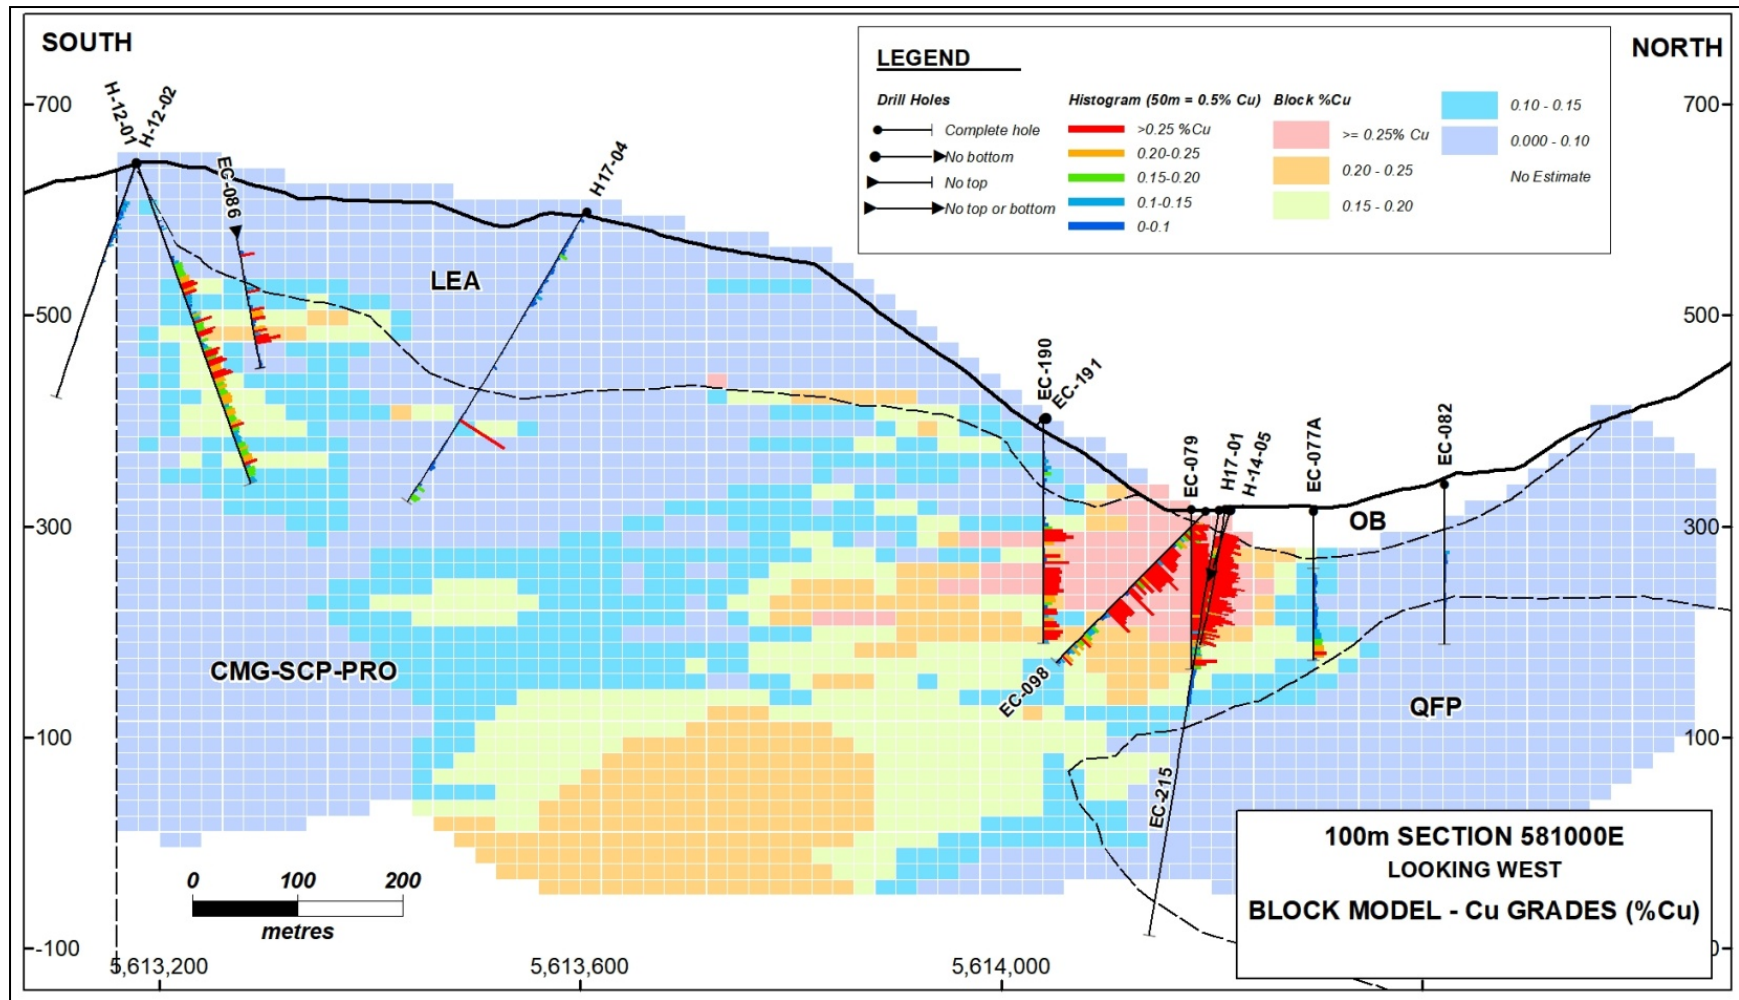 SOUTH
NORTH
LEGEND
Drill Holes
Complete hole
No bottom
No top
No top or bottom
Histogram (50m = 0.5% Cu)
>0.25 %Cu
0.20-0.25
0.15-0.20
0.1-0.15
0-0.1
Block %Cu
>= 0.25% Cu
0.20 - 0.25
0.15 - 0.20
0.10 - 0.15
0.000 - 0.10
No Estimate
700
700
H-12-01
H-12-02
EC-086
H17-04
LEA
500
500
EC-190
EC-191
EC-079
H17-01
H-14-05
EC-077A
EC-082
300
300
OB
CMG-SCP-PRO
EC-098
QFP
100
100
EC-215
0 100 200
metres
100m SECTION 581000E
LOOKING WEST
BLOCK MODEL - Cu GRADES (%Cu)
-100
0
5,613,200
5,613,600
5,614,000